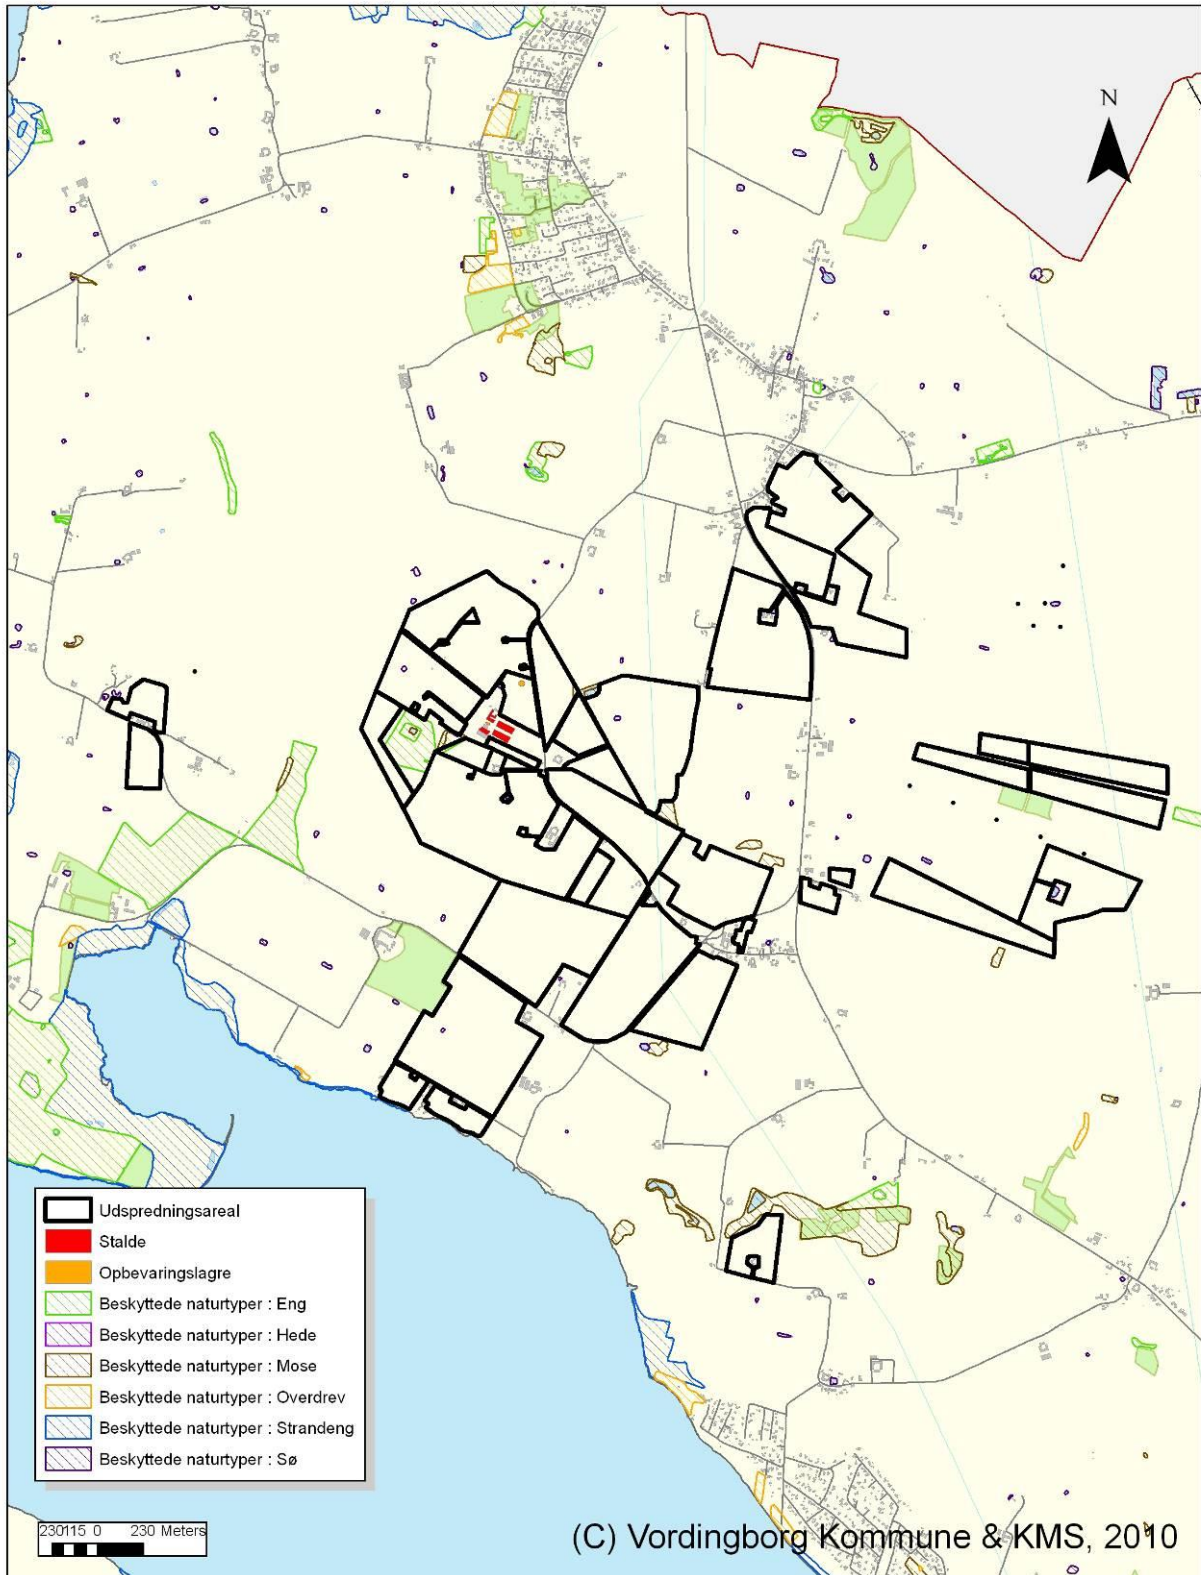 N
Udspredningsareal
Stalde
Opbevaringslagre
Beskyttede naturtyper : Eng
Beskyttede naturtyper : Hede
Beskyttede naturtyper : Mose
Beskyttede naturtyper : Overdrev
Beskyttede naturtyper : Strandeng
Beskyttede naturtyper : Sø
230115 0 230 Meters
(C) Vordingborg Kommune & KMS, 2010